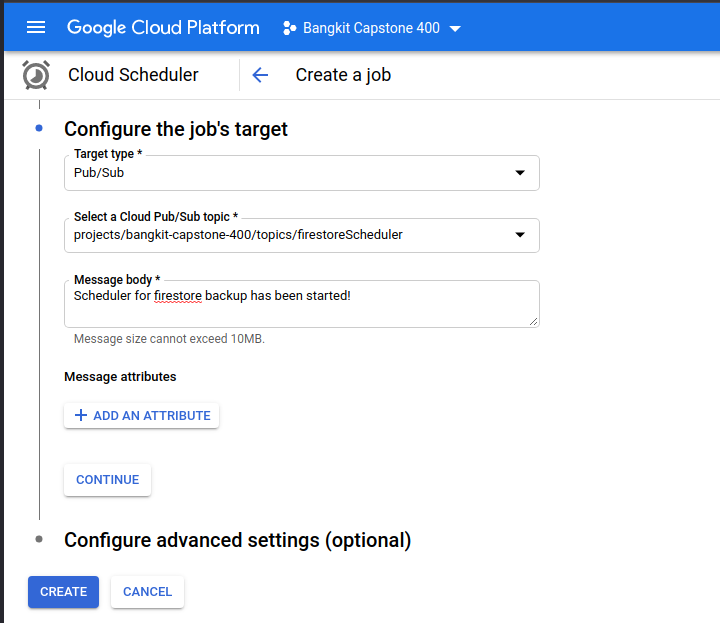 Google Cloud Platform
Bangkit Capstone 400
Cloud Scheduler
Create a job
Configure the job's target
Target type *
Pub/Sub
Select a Cloud Pub/Sub topic *
projects/bangkit-capstone-400/topics/firestoreScheduler
Message body *
Scheduler for firestore backup has been started!
Message size cannot exceed 10MB.
Message attributes
ADD AN ATTRIBUTE
CONTINUE
Configure advanced settings (optional)
CREATE
CANCEL